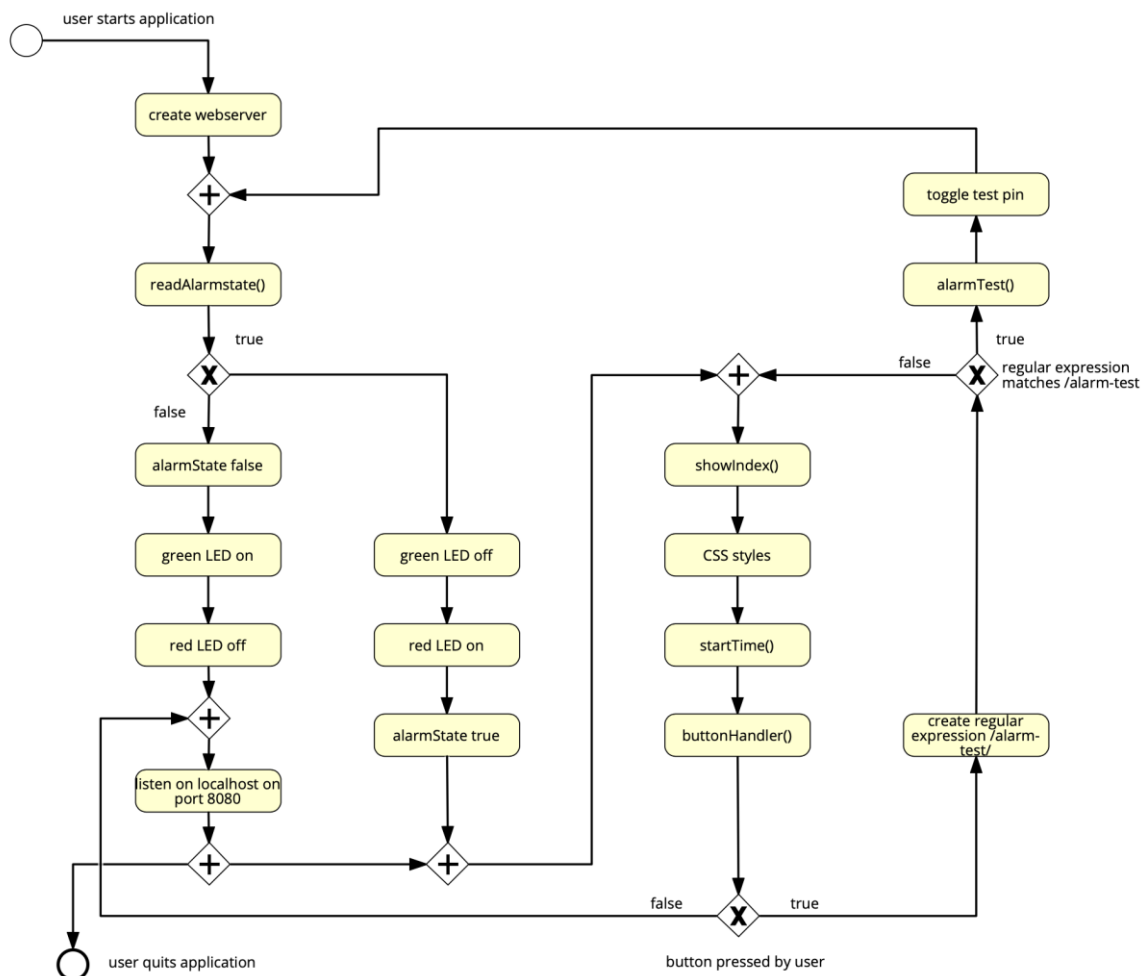 user starts application
create webserver
toggle test pin
readAlarmstate()
alarmTest()
true
true
false
regular expression
matches /alarm-test
false
alarmState false
showIndex()
green LED on
green LED off
CSS styles
red LED off
red LED on
startTime()
alarmState true
buttonHandler()
create regular
expression /alarm-
test/
listen on localhost on
port 8080
false
true
user quits application
button pressed by user